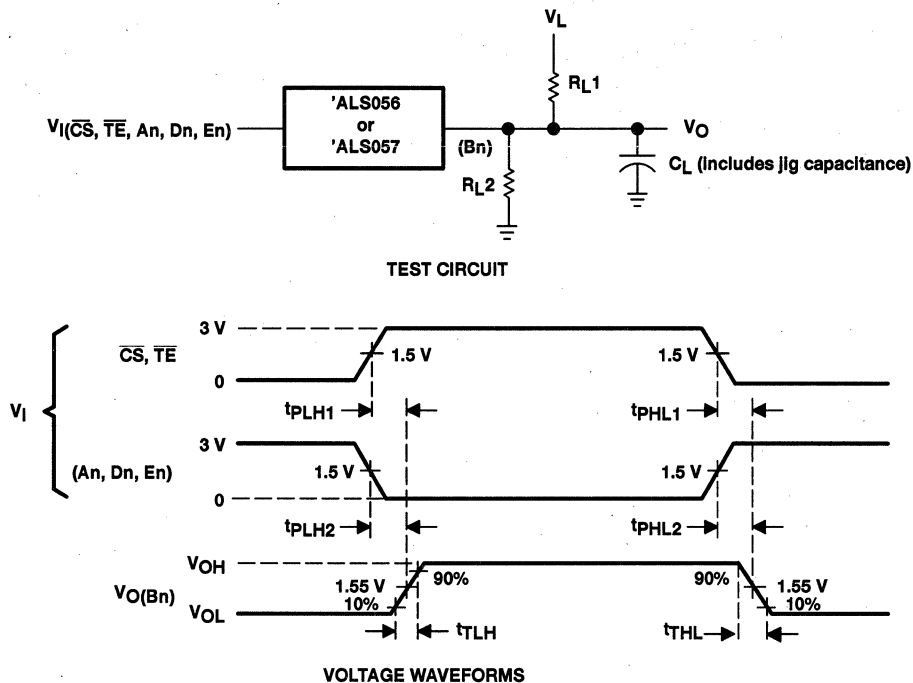 VL
RL1
'ALS056
or
'ALS057
VI(CS, TE, An, Dn, En)
(Bn)
VO
CL (includes jig capacitance)
RL2
TEST CIRCUIT
3 V
CS, TE
1.5 V
1.5 V
0
tPLH1
tPHL1
VI
3 V
(An, Dn, En)
1.5 V
1.5 V
0
tPLH2
tPHL2
VOH
90%
90%
VO(Bn)
1.55 V
1.55 V
10%
10%
VOL
tTLH
tTHL
VOLTAGE WAVEFORMS